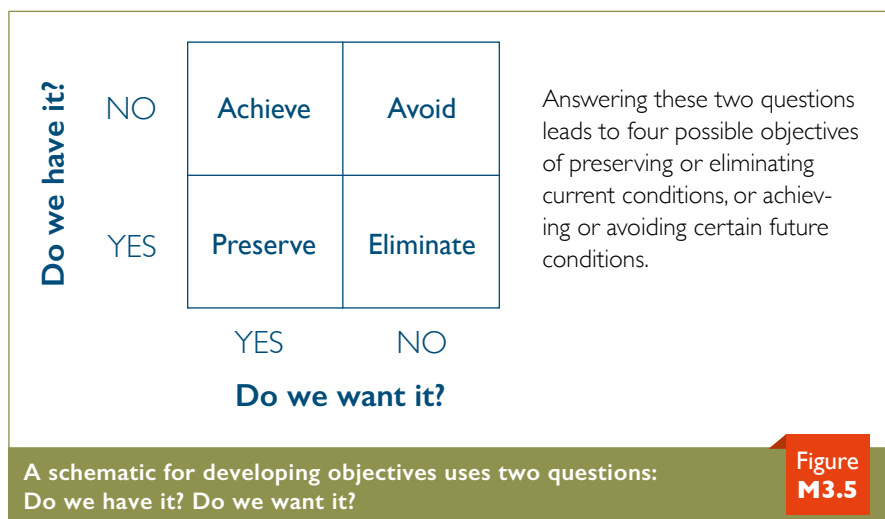 Do we have it?
NO
Achieve
Avoid
YES
Preserve
Eliminate
YES
NO
Do we want it?
Answering these two questions
leads to four possible objectives
of preserving or eliminating
current conditions, or achiev-
ing or avoiding certain future
conditions.
A schematic for developing objectives uses two questions:
Do we have it? Do we want it?
Figure
M3.5